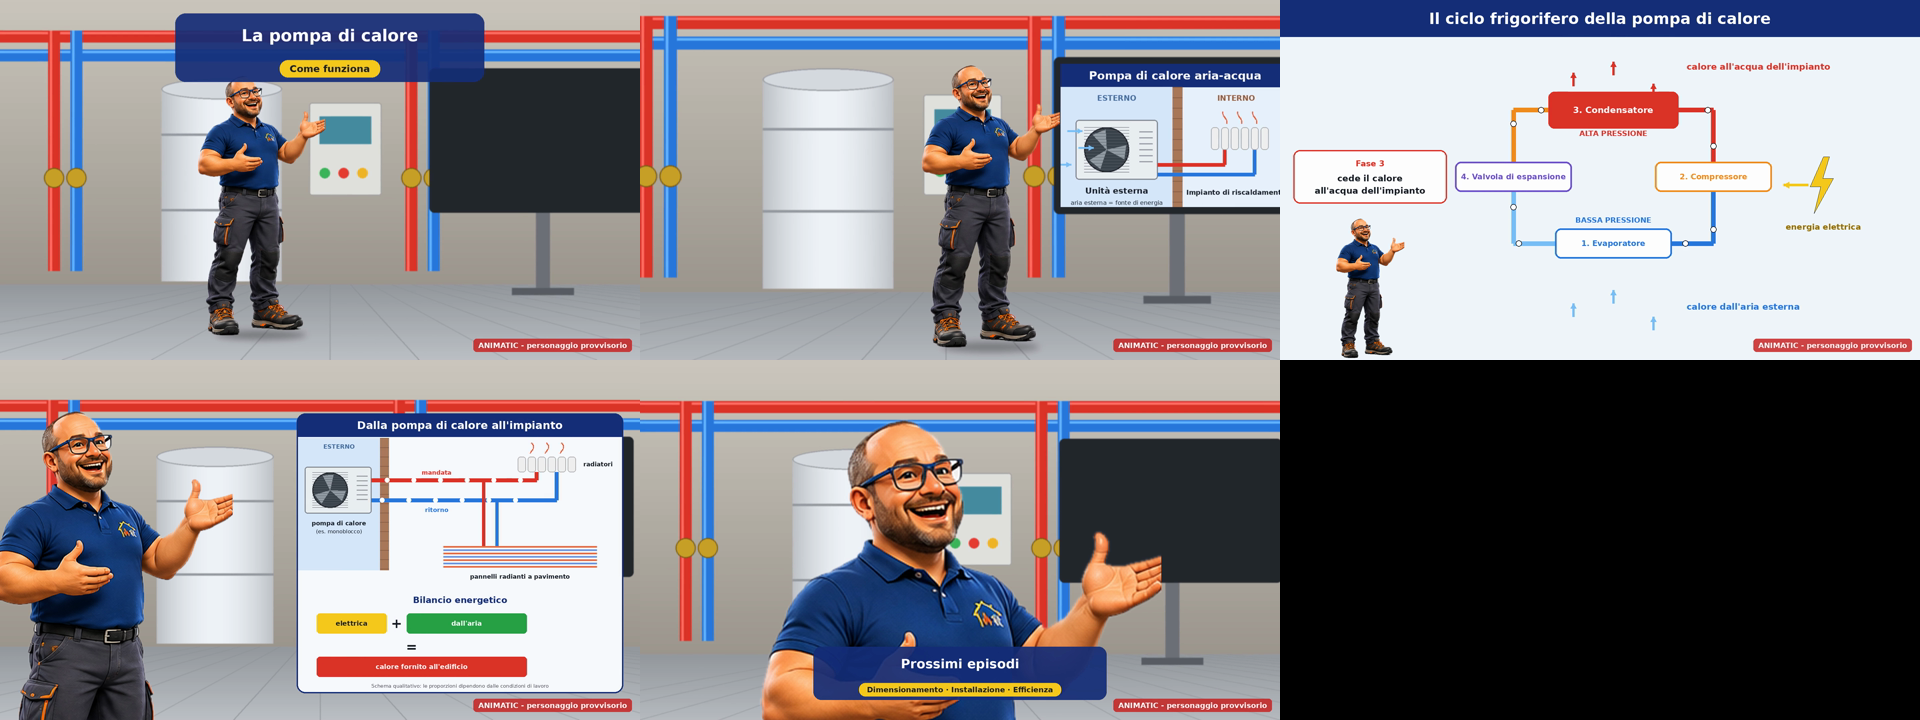 La pompa di calore
Come funziona
ANIMATIC - personaggio provvisorio
Pompa di calore aria-acqua
ESTERNO
INTERNO
Unità esterna
aria esterna = fonte di energia
Impianto di riscaldament
ANIMATIC - personaggio provvisorio
Il ciclo frigorifero della pompa di calore
calore all'acqua dell'impianto
3. Condensatore
ALTA PRESSIONE
Fase 3
cede il calore
all'acqua dell'impianto
4. Valvola di espansione
2. Compressore
energia elettrica
BASSA PRESSIONE
1. Evaporatore
calore dall'aria esterna
ANIMATIC - personaggio provvisorio
Dalla pompa di calore all'impianto
ESTERNO
radiatori
mandata
ritorno
pompa di calore
(es. monoblocco)
pannelli radianti a pavimento
Bilancio energetico
elettrica + dall'aria
=
calore fornito all'edificio
Schema qualitativo: le proporzioni dipendono dalle condizioni di lavoro
ANIMATIC - personaggio provvisorio
Prossimi episodi
Dimensionamento · Installazione · Efficienza
ANIMATIC - personaggio provvisorio